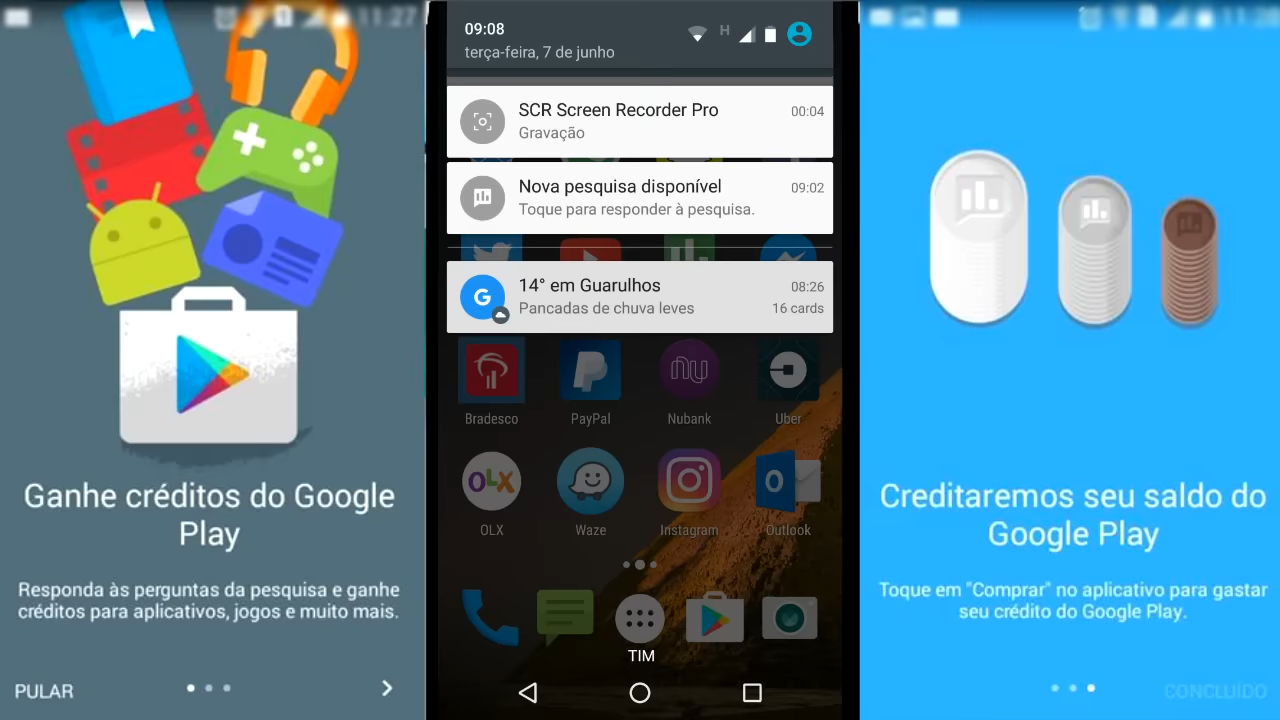 11:27
Ganhe créditos do Google
Play
Responda às perguntas da pesquisa e ganhe
créditos para aplicativos, jogos e muito mais.
PULAR
09:08
terça-feira, 7 de junho
H
SCR Screen Recorder Pro
00:04
Gravação
Nova pesquisa disponível
09:02
Toque para responder à pesquisa.
14° em Guarulhos
08:26
Pancadas de chuva leves
16 cards
Bradesco
PayPal
Nubank
Uber
OLX
OLX
Waze
Instagram
Outlook
TIM
Creditaremos seu saldo do
Google Play
Toque em "Comprar" no aplicativo para gastar
seu crédito do Google Play.
CONCLUÍDO